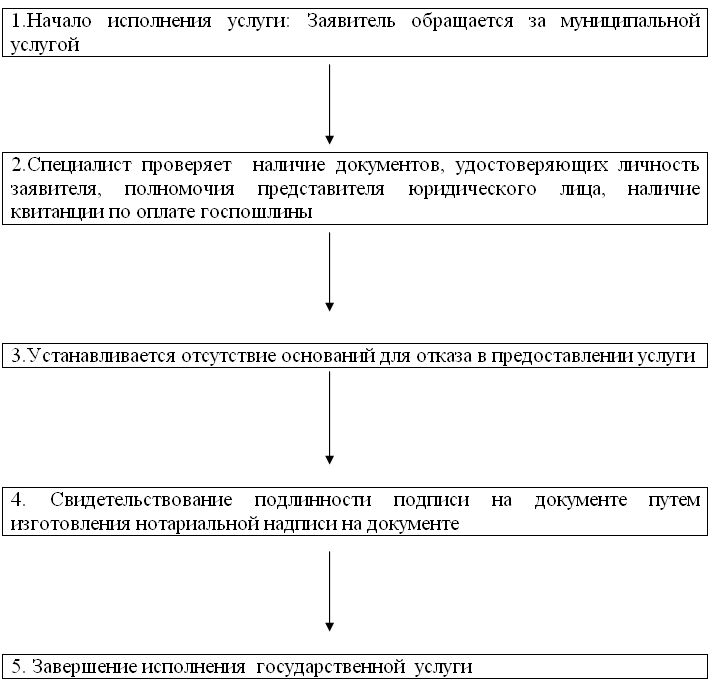 1.Начало исполнения услуги: Заявитель обращается за муниципальной
услугой
2.Специалист проверяет наличие документов, удостоверяющих личность
заявителя, полномочия представителя юридического лица, наличие
квитанции по оплате госпошлины
3.Устанавливается отсутствие оснований для отказа в предоставлении услуги
4. Свидетельствование подлинности подписи на документе путем
изготовления нотариальной надписи на документе
5. Завершение исполнения государственной услуги